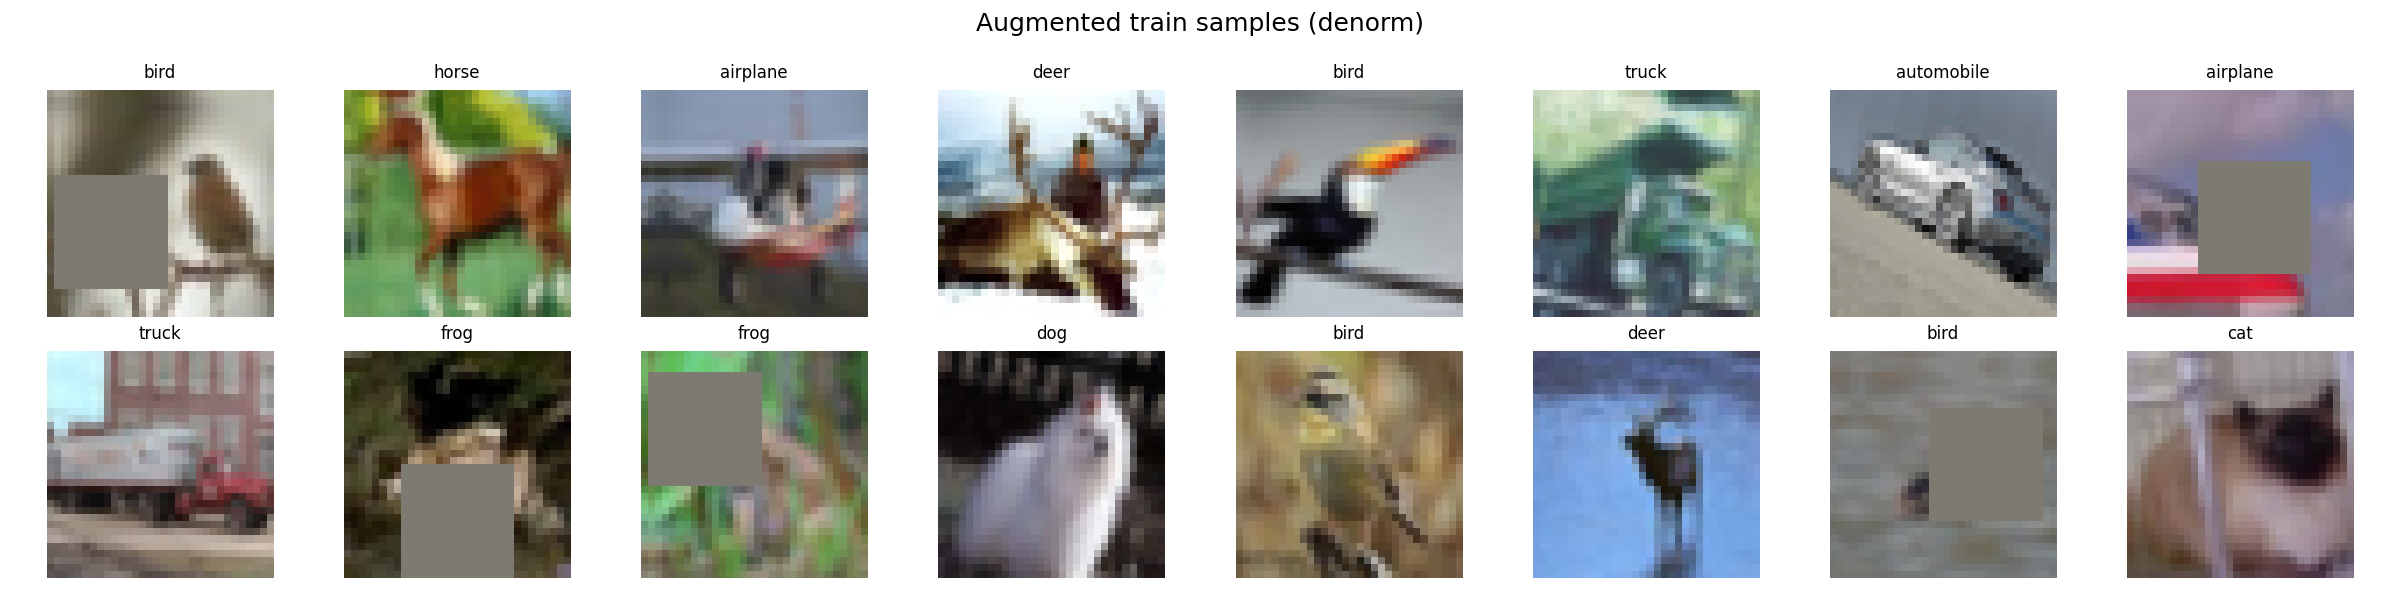 Augmented train samples (denorm)
bird horse airplane deer bird truck automobile airplane
truck frog frog dog bird deer bird cat